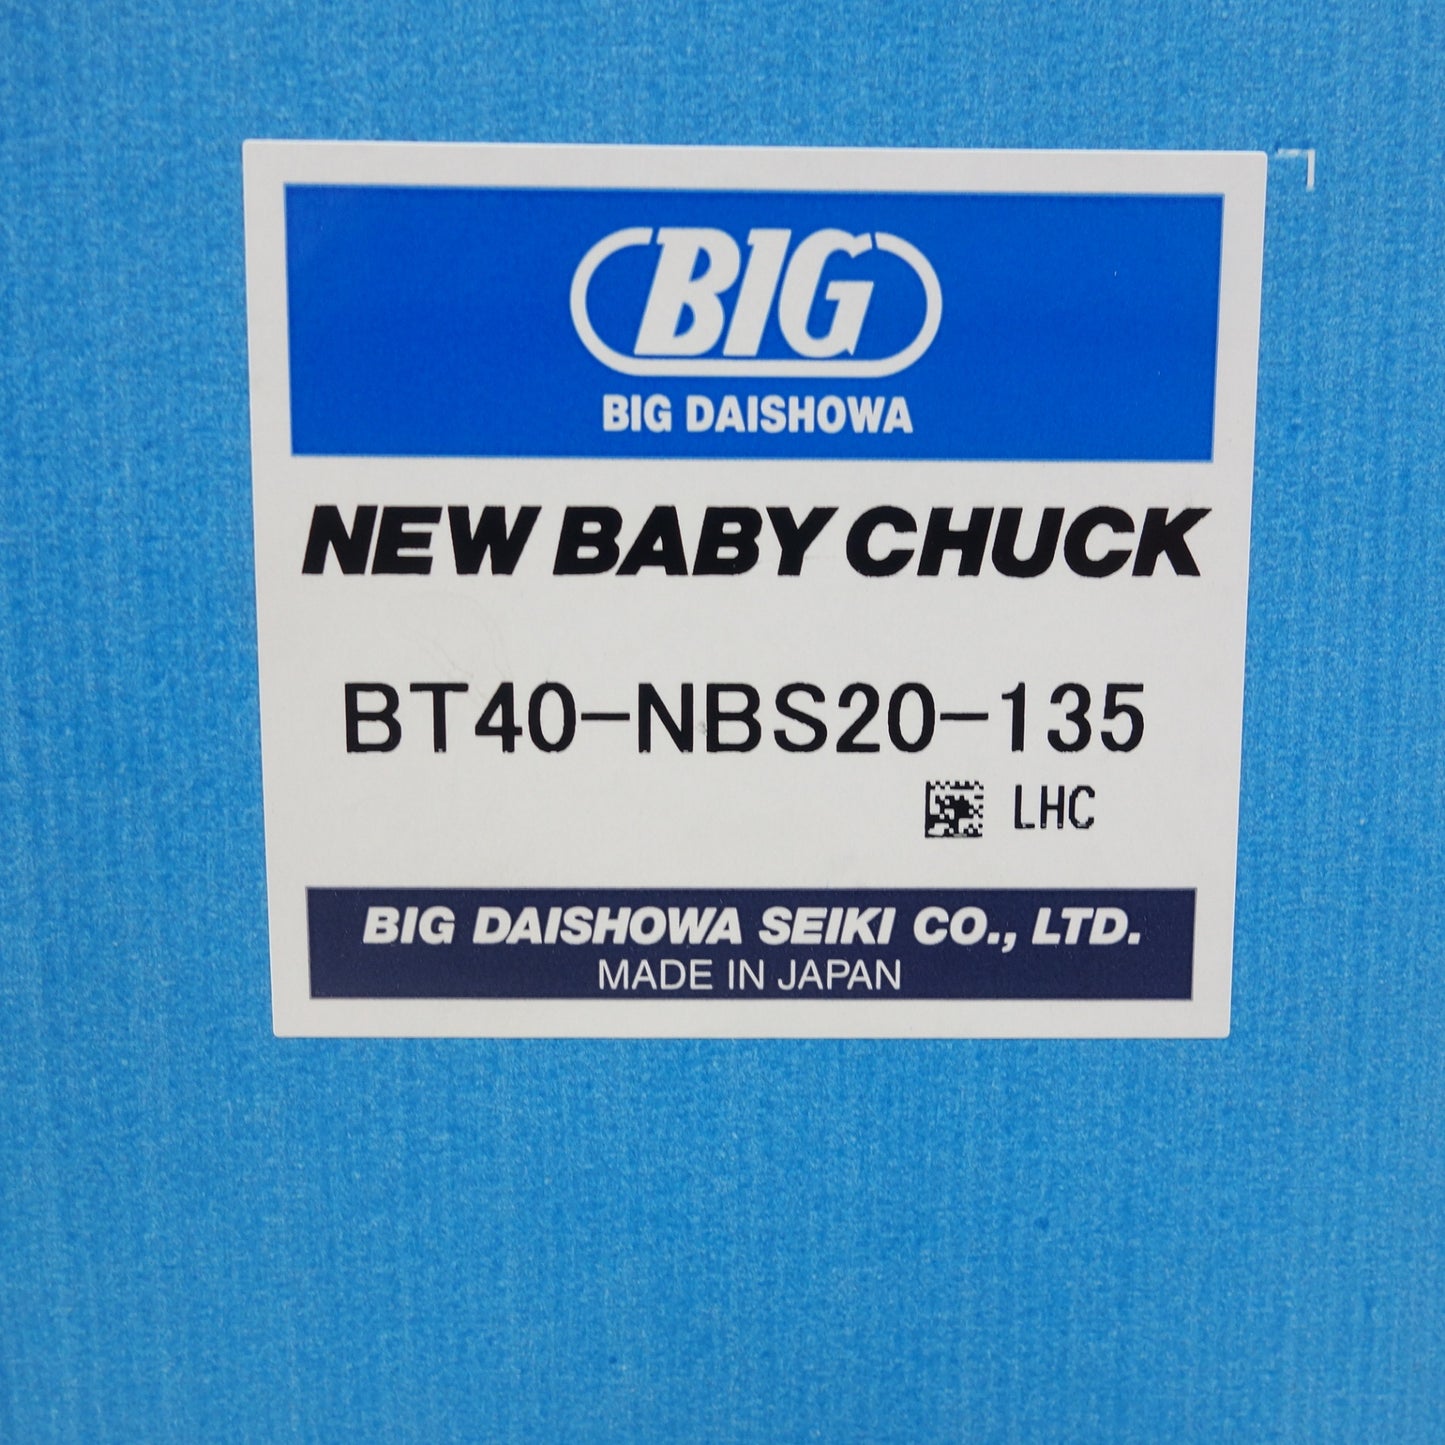 BIG
BIG DAISHOWA
NEW BABY CHUCK
BT40-NBS20-135
LHC
BIG DAISHOWA SEIKI CO., LTD.
MADE IN JAPAN